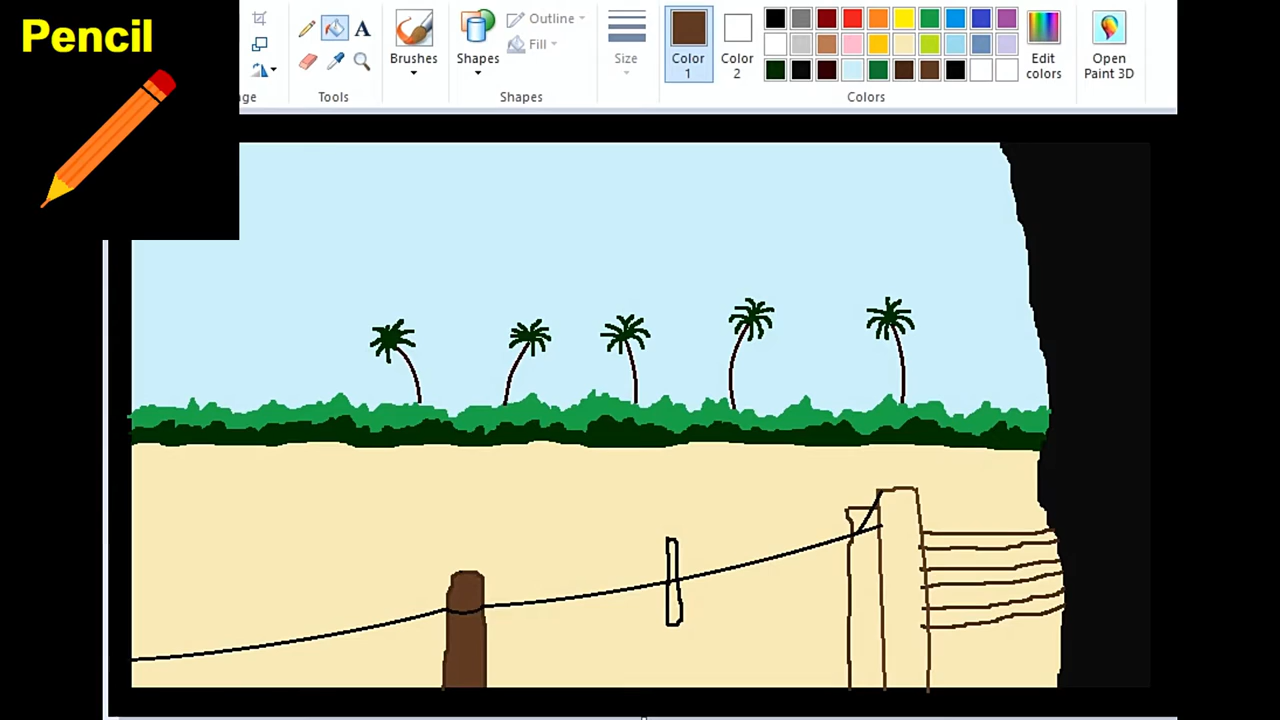 Pencil
Outline
Fill
Brushes
Shapes
Size
Color
1
Color
2
Edit
colors
Open
Paint 3D
ge
Tools
Shapes
Colors